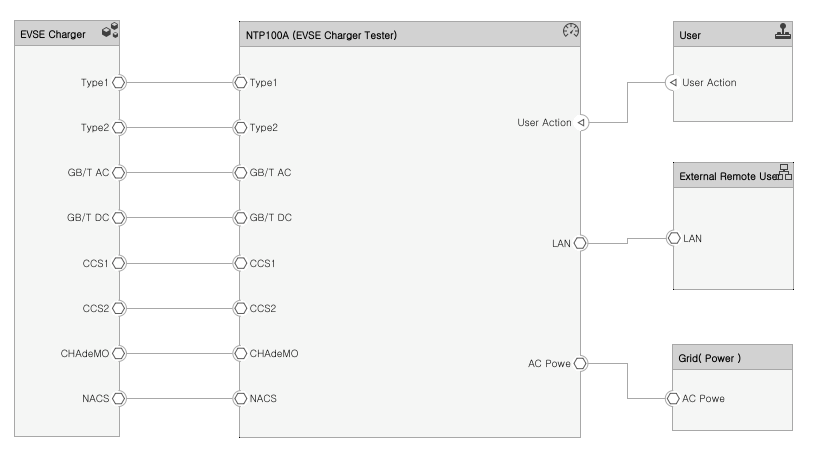 EVSE Charger
Type1
Type2
GB/T AC
GB/T DC
CCS1
CCS2
CHAdeMO
NACS
NTP100A (EVSE Charger Tester)
Type1
Type2
GB/T AC
GB/T DC
CCS1
CCS2
CHAdeMO
NACS
User Action
LAN
AC Powe
User
User Action
External Remote User
LAN
Grid( Power )
AC Powe